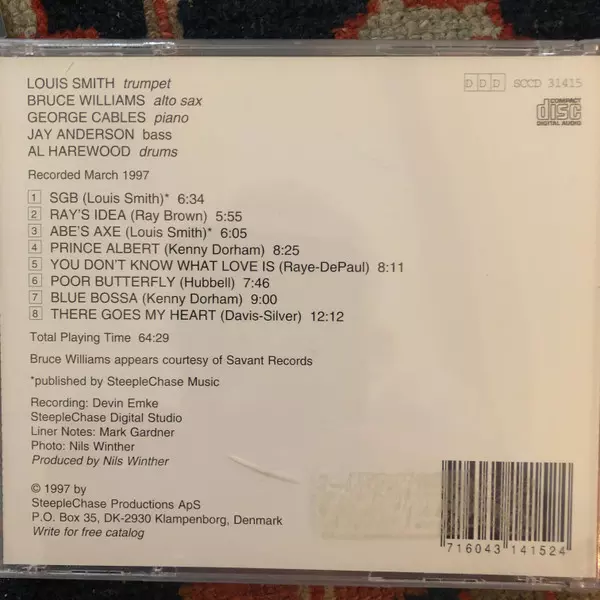 LOUIS SMITH trumpet
BRUCE WILLIAMS alto sax
GEORGE CABLES piano
JAY ANDERSON bass
AL HAREWOOD drums
DDD SCCD 31415
COMPACT
disc
DIGITAL AUDIO
Recorded March 1997
1 SGB (Louis Smith)* 6:34
2 RAY'S IDEA (Ray Brown) 5:55
3 ABE'S AXE (Louis Smith)* 6:05
4 PRINCE ALBERT (Kenny Dorham) 8:25
5 YOU DON'T KNOW WHAT LOVE IS (Raye-DePaul) 8:11
6 POOR BUTTERFLY (Hubbell) 7:46
7 BLUE BOSSA (Kenny Dorham) 9:00
8 THERE GOES MY HEART (Davis-Silver) 12:12
Total Playing Time 64:29
Bruce Williams appears courtesy of Savant Records
*published by SteepleChase Music
Recording: Devin Emke
SteepleChase Digital Studio
Liner Notes: Mark Gardner
Photo: Nils Winther
Produced by Nils Winther
© 1997 by
SteepleChase Productions ApS
P.O. Box 35, DK-2930 Klampenborg, Denmark
Write for free catalog
716043 141524